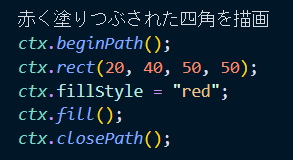 赤く塗りつぶされた四角を描画
ctx.beginPath();
ctx.rect(20, 40, 50, 50);
ctx.fillStyle = "red";
ctx.fill();
ctx.closePath();